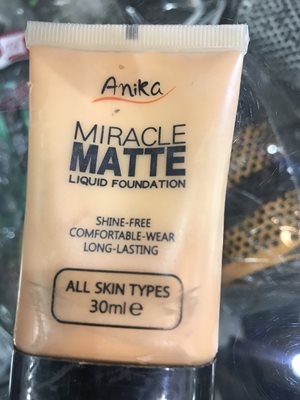 Anika
MIRACLE
MATTE
LIQUID FOUNDATION
SHINE-FREE
COMFORTABLE-WEAR
LONG-LASTING
ALL SKIN TYPES
30ml e